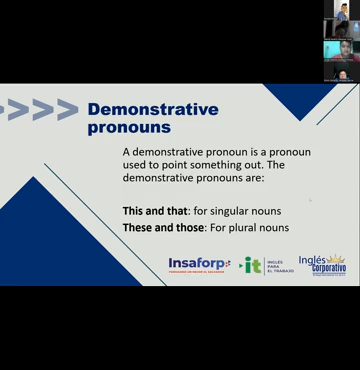 Demonstrative
pronouns
A demonstrative pronoun is a pronoun
used to point something out. The
demonstrative pronouns are:
This and that: for singular nouns
These and those: For plural nouns
Insaforp
it
INGLÉS
PARA
EL TRABAJO
Inglés
Corporativo